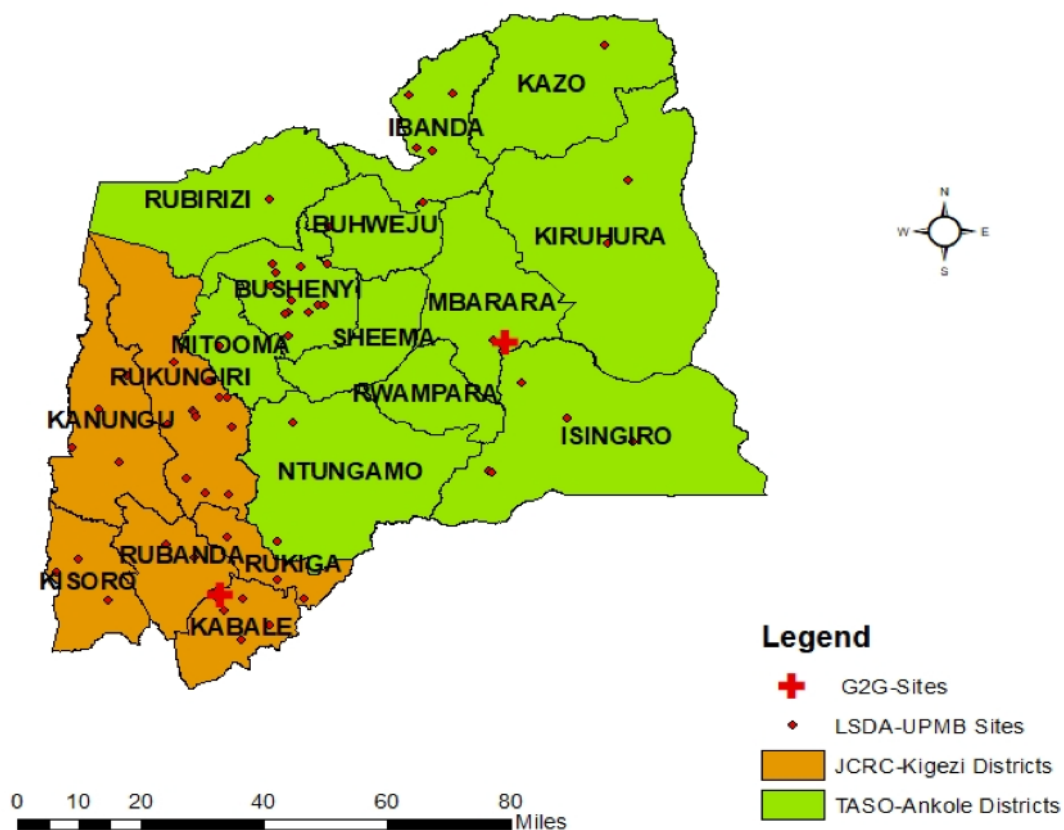 KAZO
IBANDA
RUBIRIZI
BUHWEJU
KIRUHURA
N
W
E
S
BUSHENYI
MBARARA
SHEEMA
MITOOMA
RUKUNGIRI
RWAMPARA
KANUNGU
ISINGIRO
NTUNGAMO
RUBANDA
RUKIGA
KISORO
KABALE
Legend
G2G-Sites
LSDA-UPMB Sites
JCRC-Kigezi Districts
TASO-Ankole Districts
0 20 40 60 80
Miles